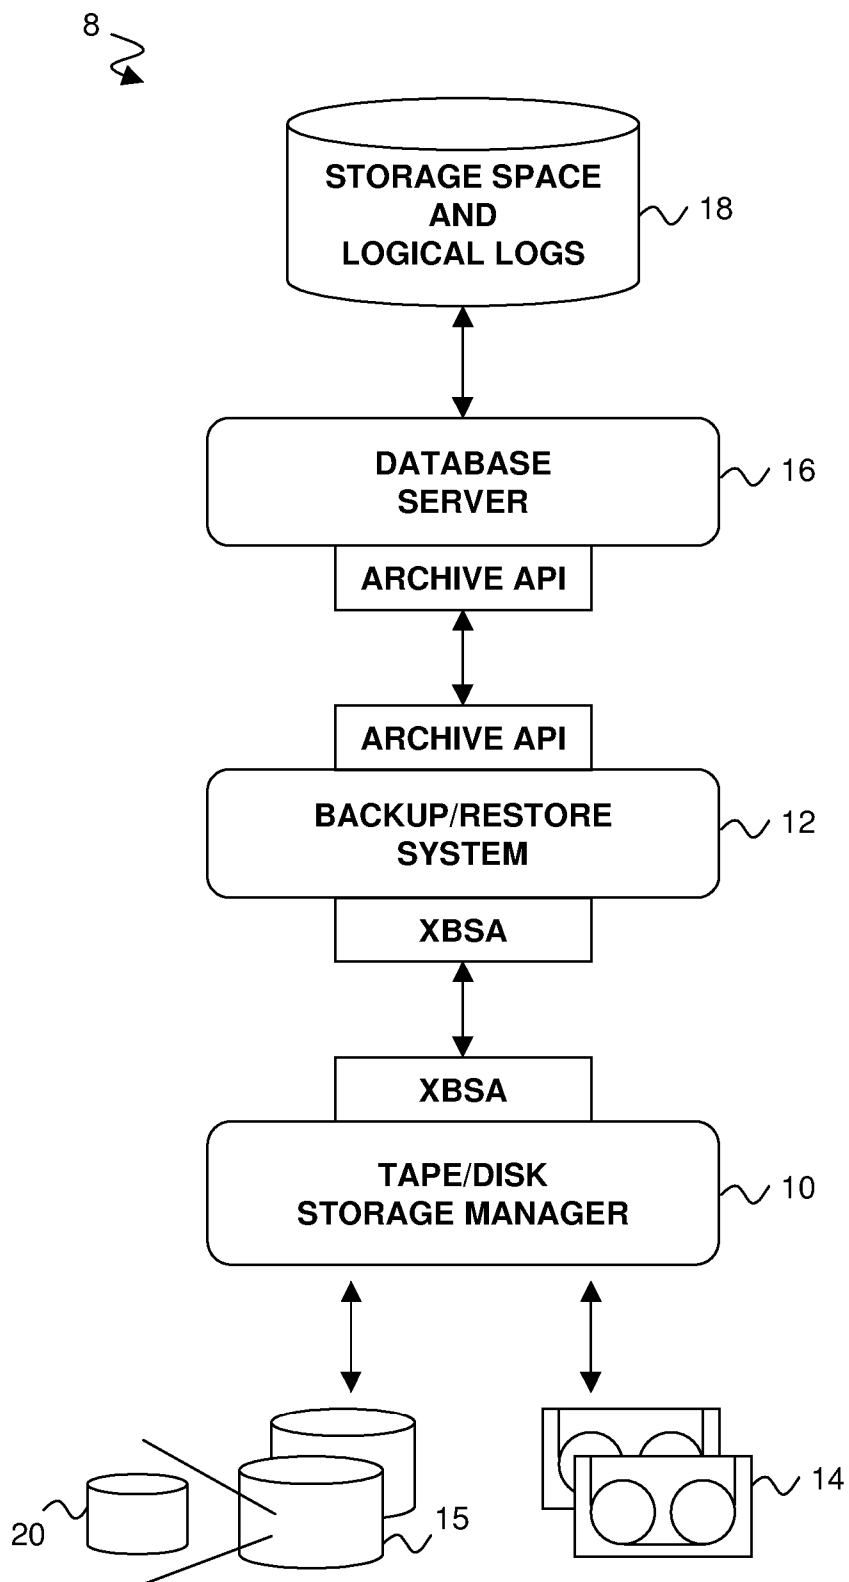 8
STORAGE SPACE
AND
LOGICAL LOGS
18
DATABASE
SERVER
16
ARCHIVE API
ARCHIVE API
BACKUP/RESTORE
SYSTEM
12
XBSA
XBSA
TAPE/DISK
STORAGE MANAGER
10
20
15
14